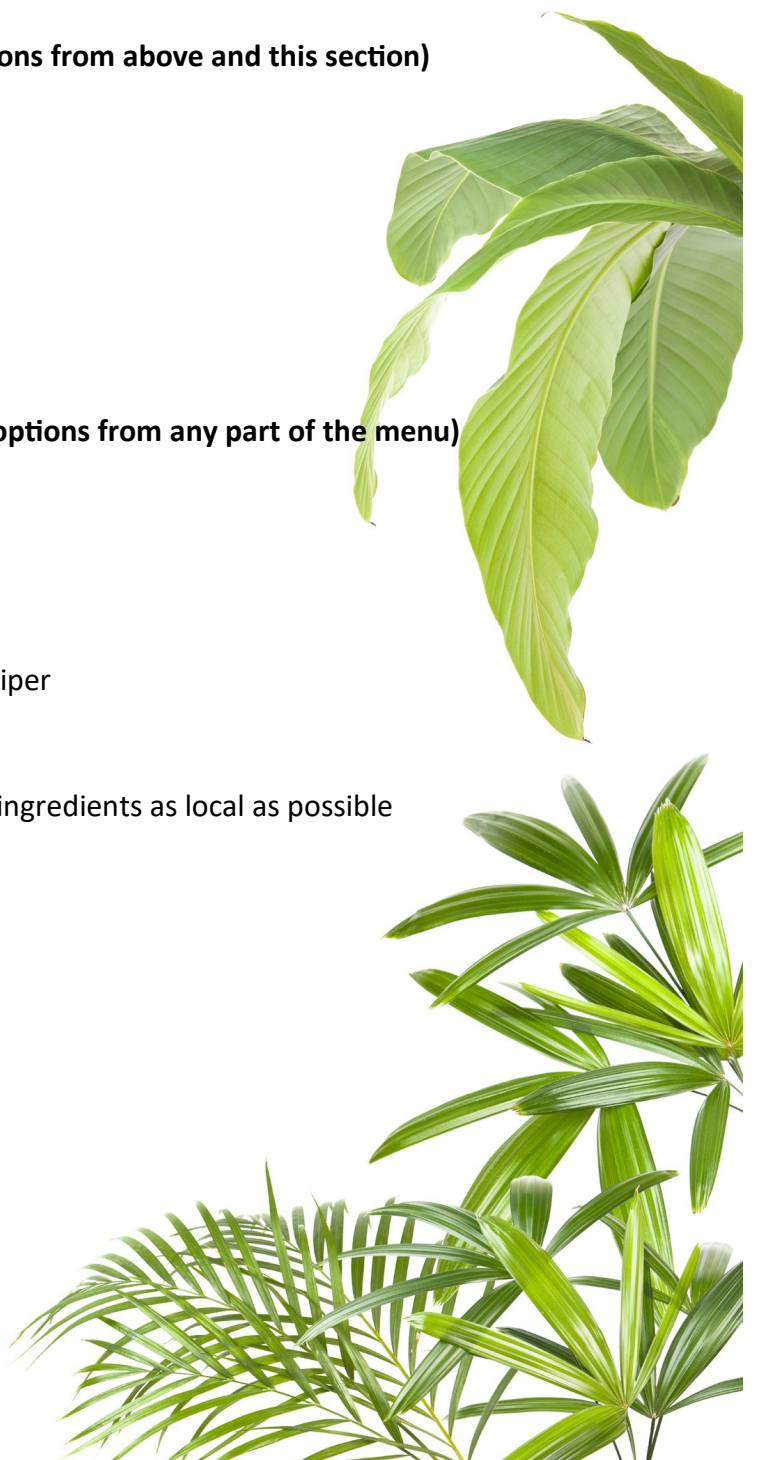 ons from above and this section)
options from any part of the menu)
iper
ingredients as local as possible